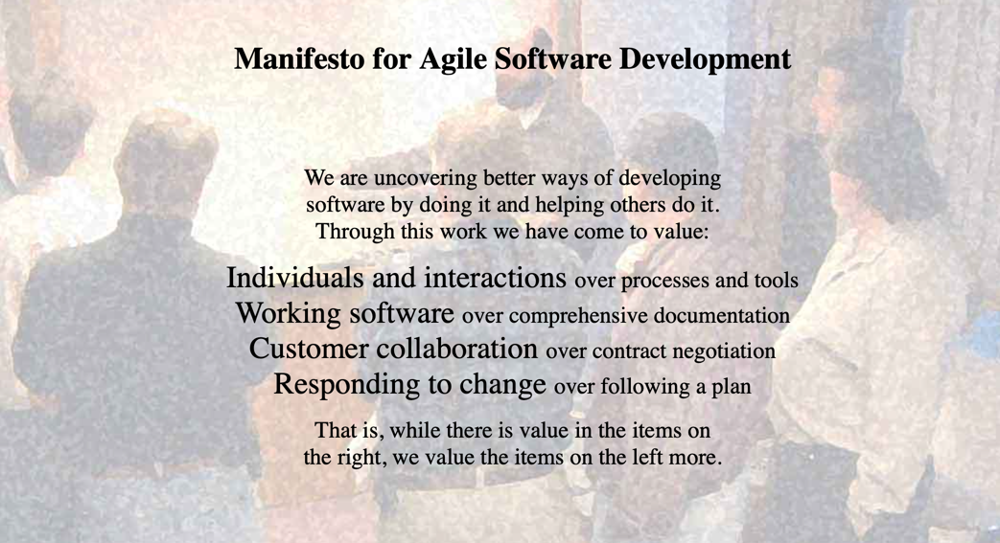 Manifesto for Agile Software Development
We are uncovering better ways of developing
software by doing it and helping others do it.
Through this work we have come to value:
Individuals and interactions over processes and tools
Working software over comprehensive documentation
Customer collaboration over contract negotiation
Responding to change over following a plan
That is, while there is value in the items on
the right, we value the items on the left more.